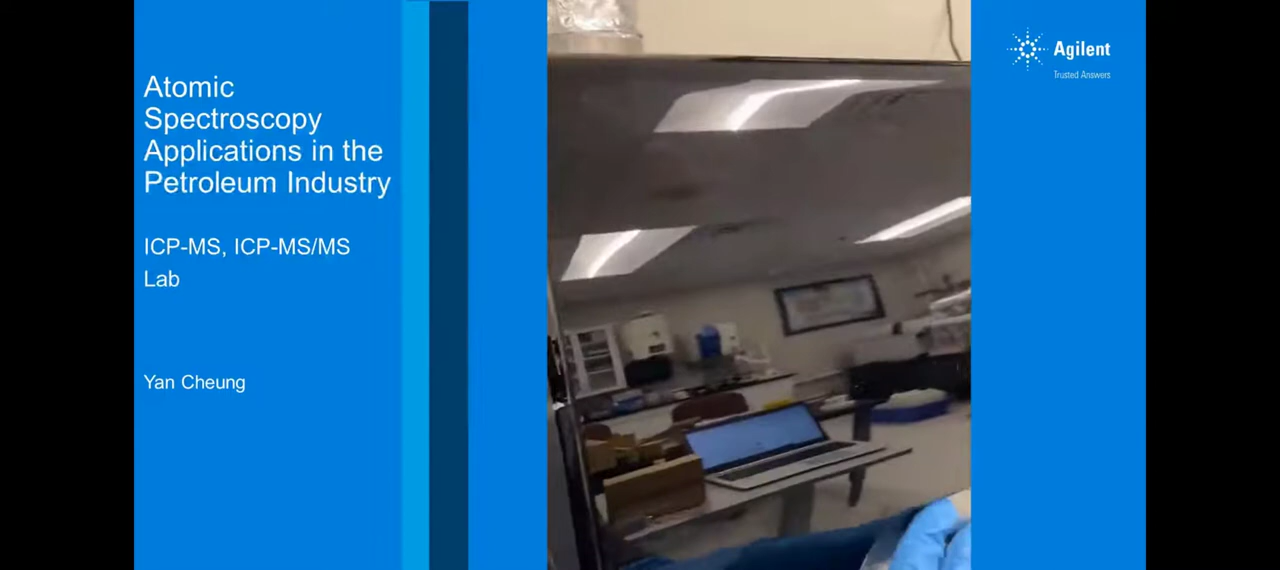 Atomic
Spectroscopy
Applications in the
Petroleum Industry
ICP-MS, ICP-MS/MS
Lab
Yan Cheung
Agilent
Trusted Answers